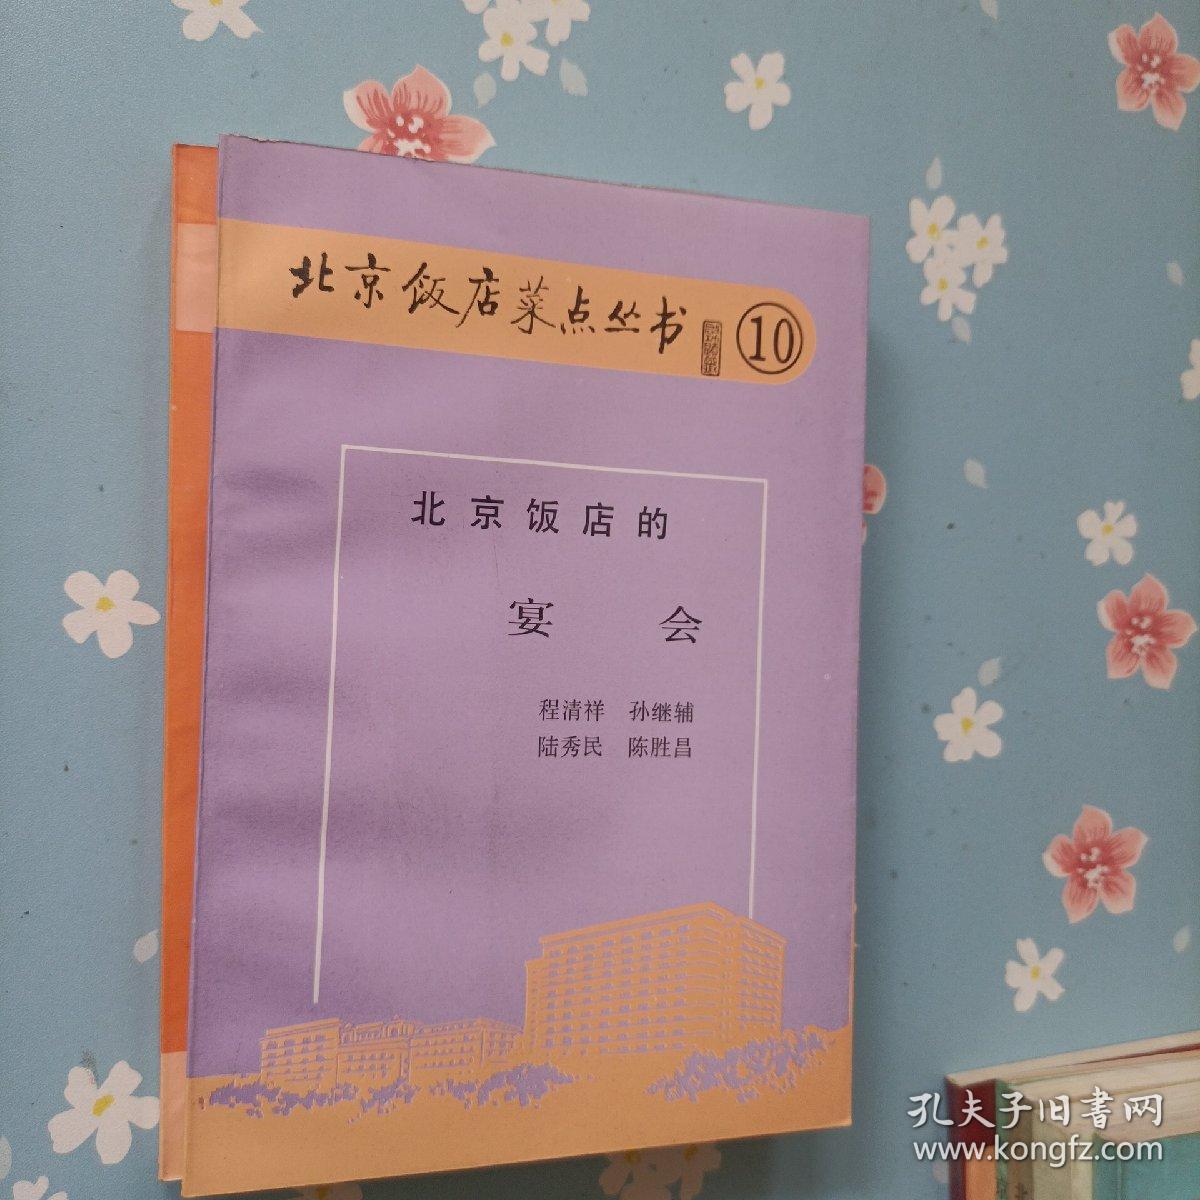 北京饭店菜点丛书 ⑩
北京饭店的
宴会
程清祥 孙继辅
陆秀民 陈胜昌
孔夫子旧書网
www.kongfz.com